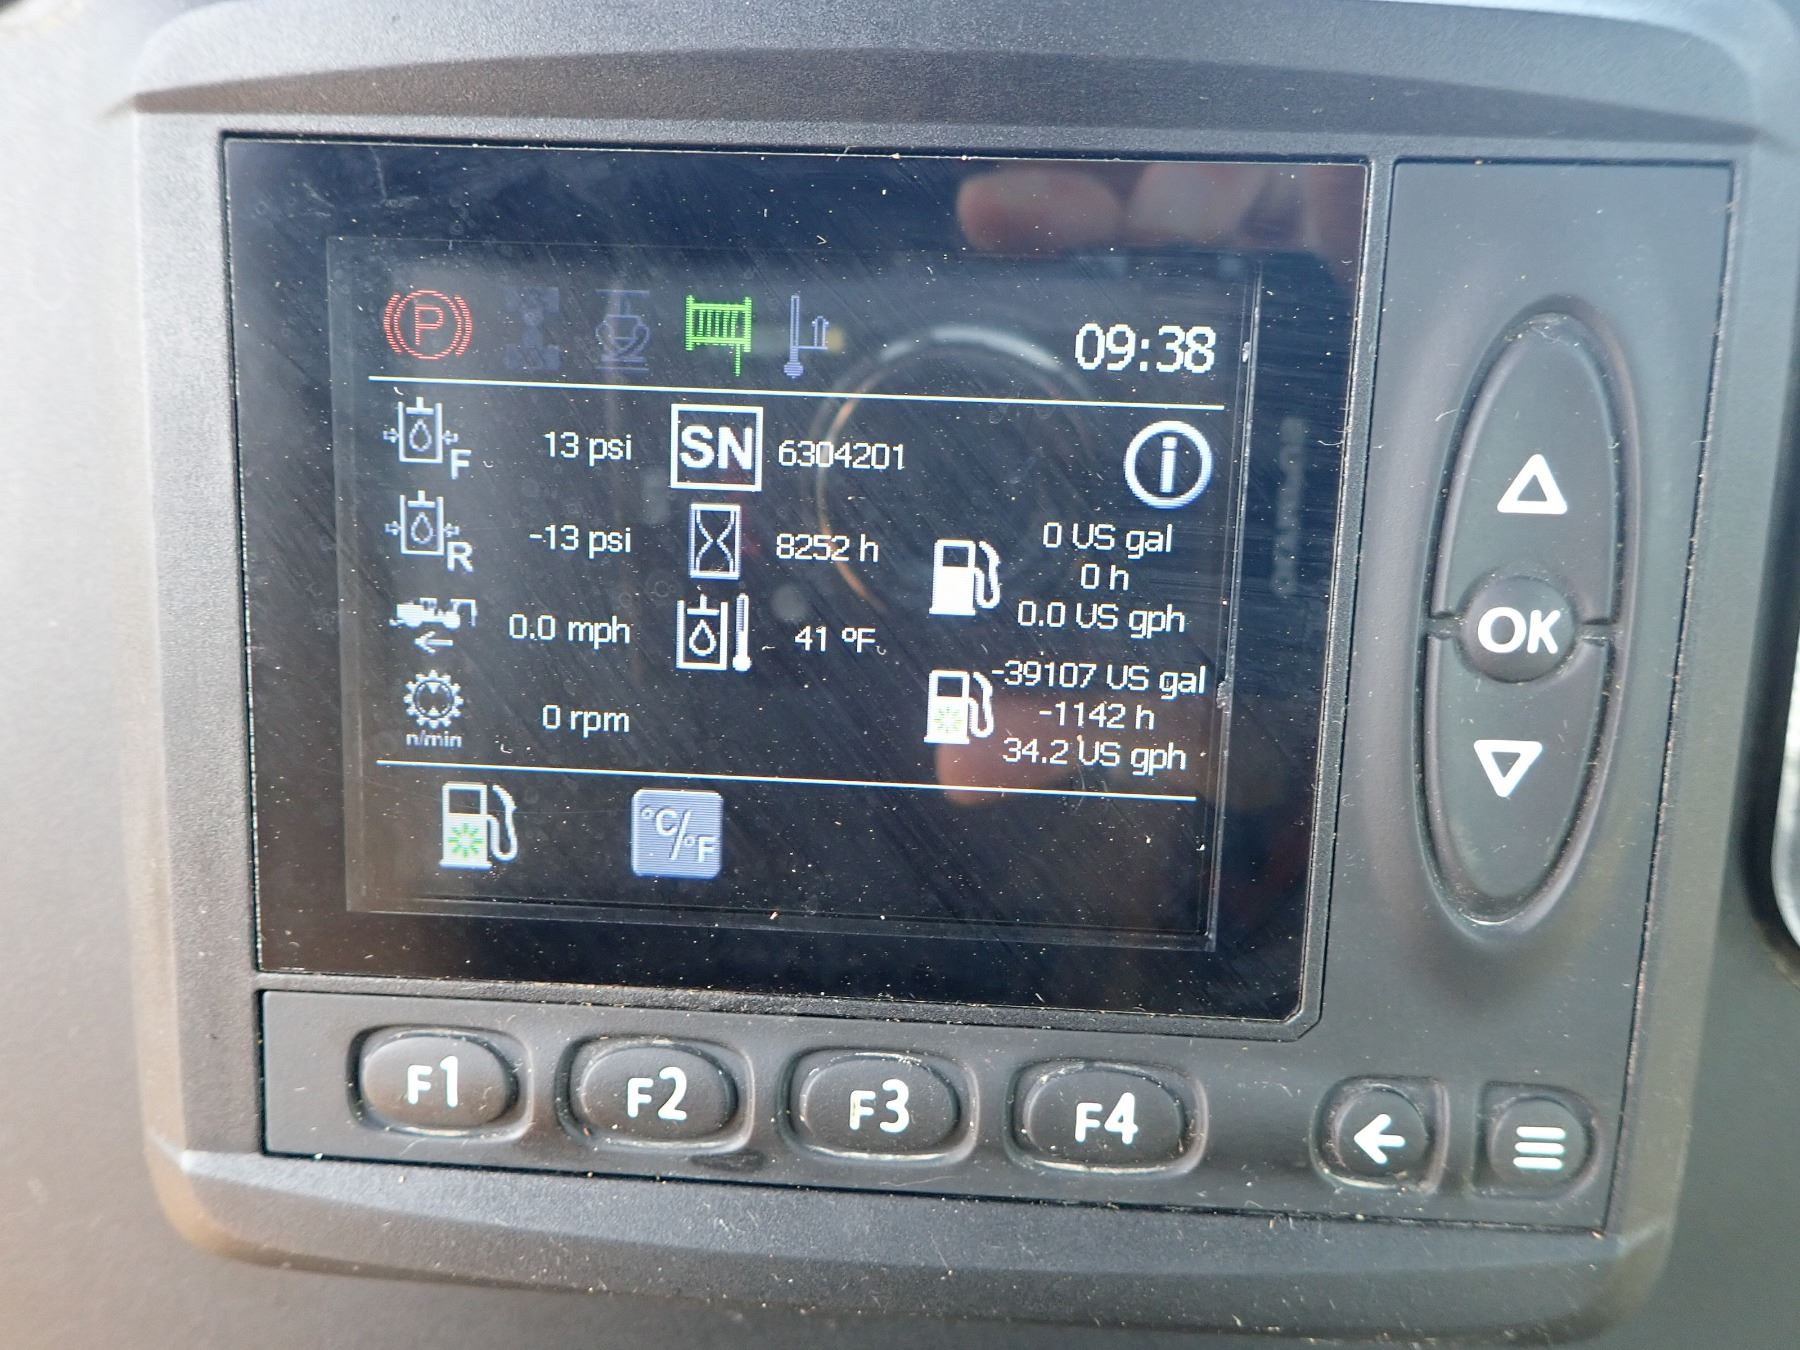 P
09:38
F 13 psi
SN 6304201
i
R -13 psi
8252 h
0 US gal
0 h
0.0 US gph
0.0 mph
41 °F
-39107 US gal
-1142 h
34.2 US gph
n/min 0 rpm
°C/°F
OK
F1 F2 F3 F4